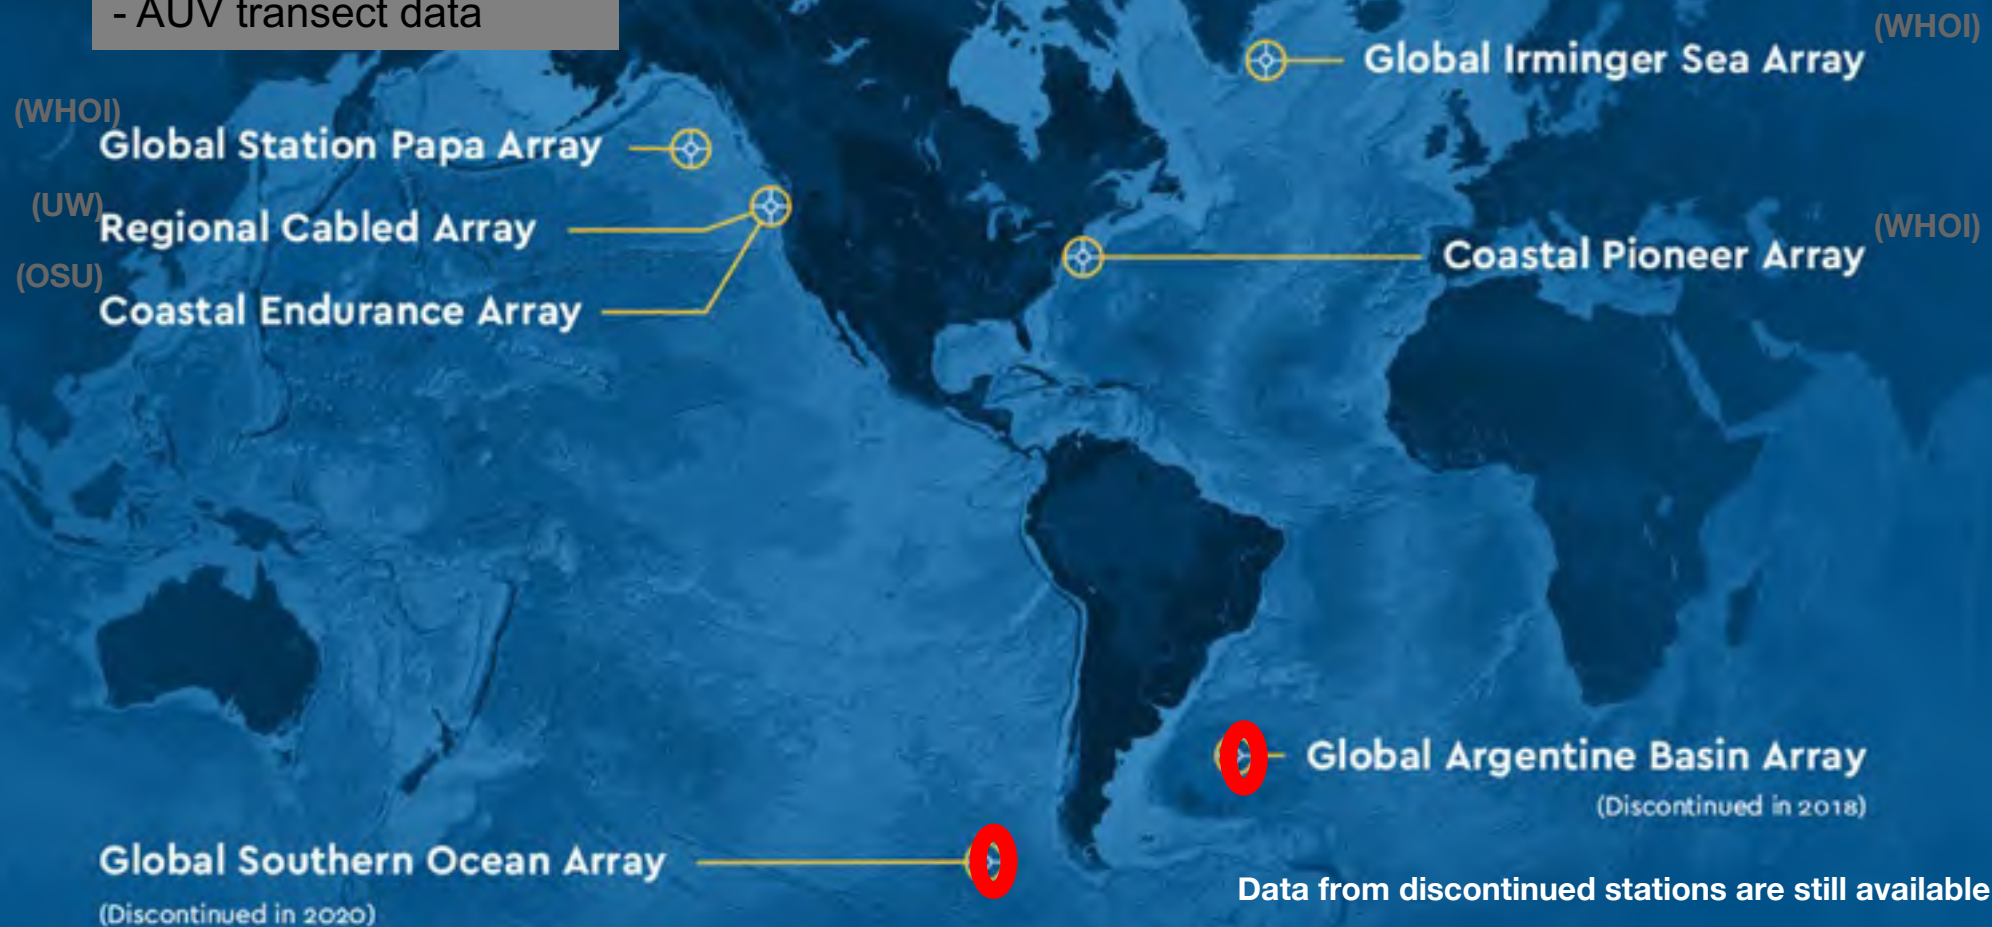 - AUV transect data
(WHOI)
Global Irminger Sea Array
(WHOI)
Global Station Papa Array
(UW)
Regional Cabled Array
(WHOI)
Coastal Pioneer Array
(OSU)
Coastal Endurance Array
Global Argentine Basin Array
(Discontinued in 2018)
Global Southern Ocean Array
(Discontinued in 2020)
Data from discontinued stations are still available